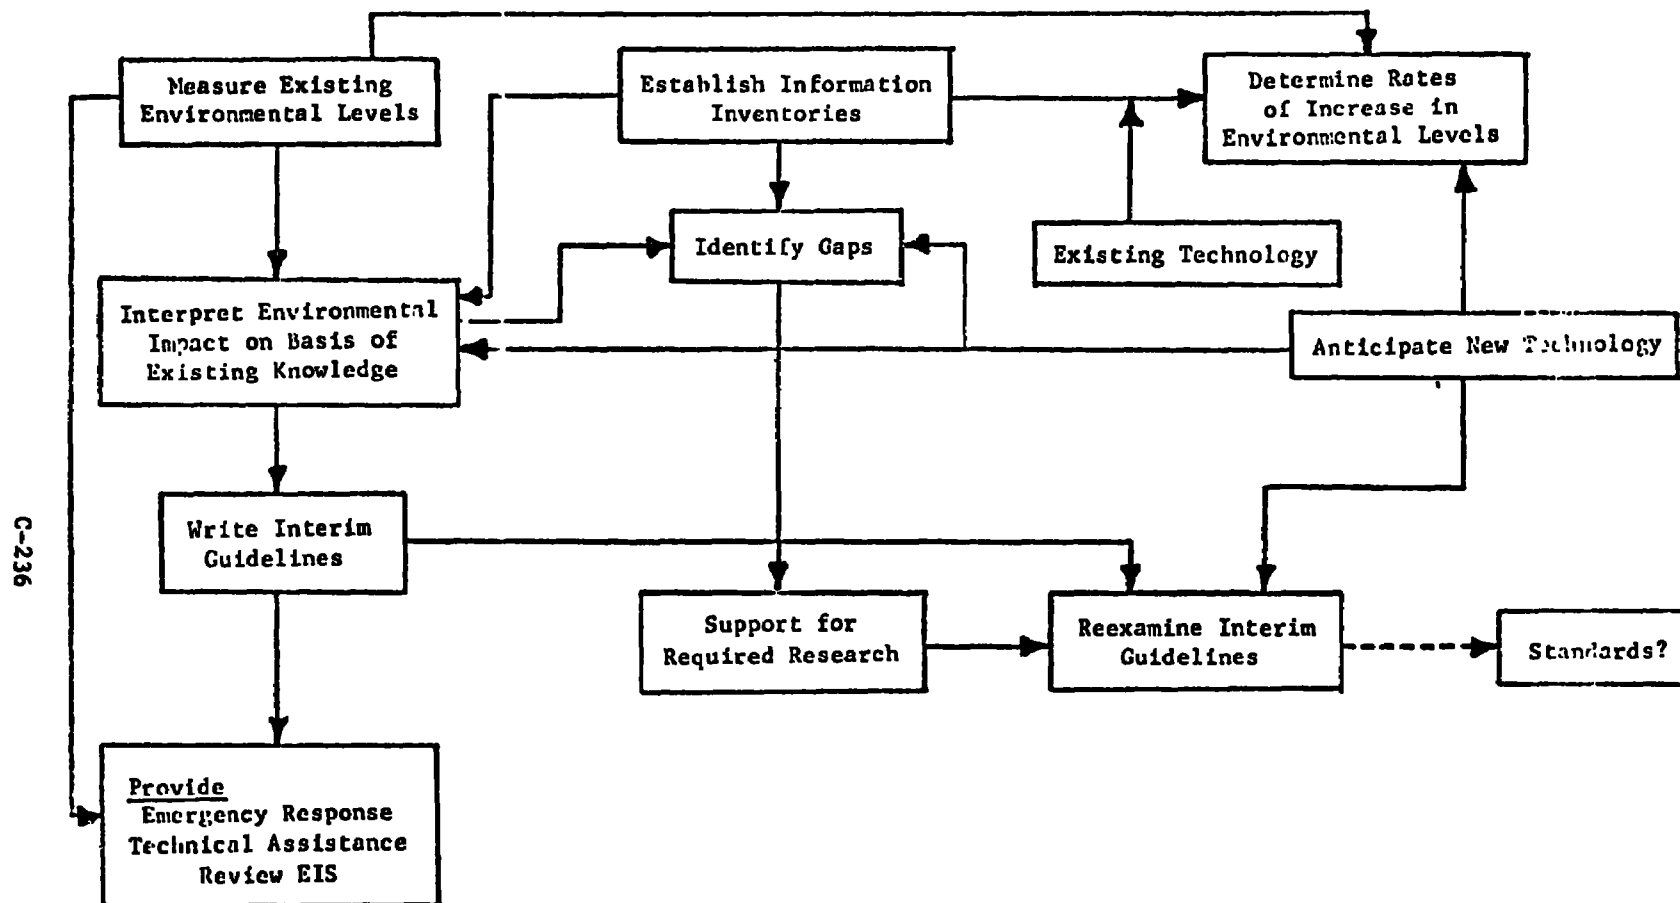 Measure Existing
Environmental Levels
Establish Information
Inventories
Determine Rates
of Increase in
Environmental Levels
Identify Gaps
Existing Technology
Interpret Environmental
Impact on Basis of
Existing Knowledge
Anticipate New Technology
Write Interim
Guidelines
C-236
Support for
Required Research
Reexamine Interim
Guidelines
Standards?
Provide
Emergency Response
Technical Assistance
Review EIS